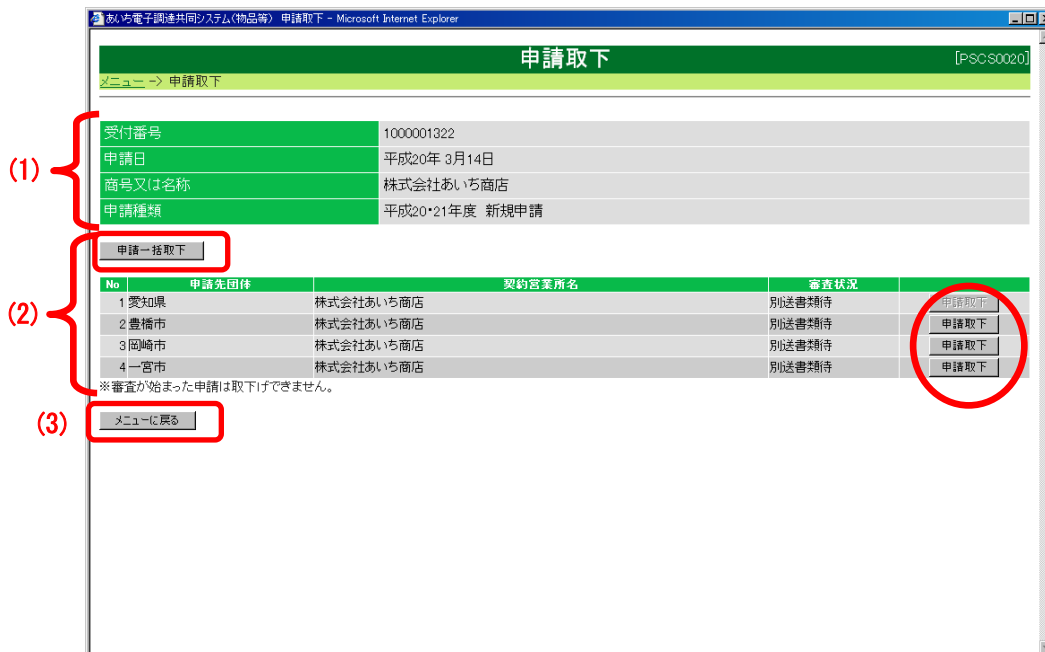 あいち電子調達共同システム(物品等) 申請取下 - Microsoft Internet Explorer
申請取下 [PSCS0020]
メニュー -> 申請取下
(1)
受付番号 1000001322
申請日 平成20年 3月14日
商号又は名称 株式会社あいち商店
申請種類 平成20・21年度 新規申請
(2)
申請一括取下
No 申請先団体 契約営業所名 審査状況
1 愛知県 株式会社あいち商店 別送書類待 申請取下
2 豊橋市 株式会社あいち商店 別送書類待 申請取下
3 岡崎市 株式会社あいち商店 別送書類待 申請取下
4 一宮市 株式会社あいち商店 別送書類待 申請取下
※審査が始まった申請は取下げできません。
(3) メニューに戻る